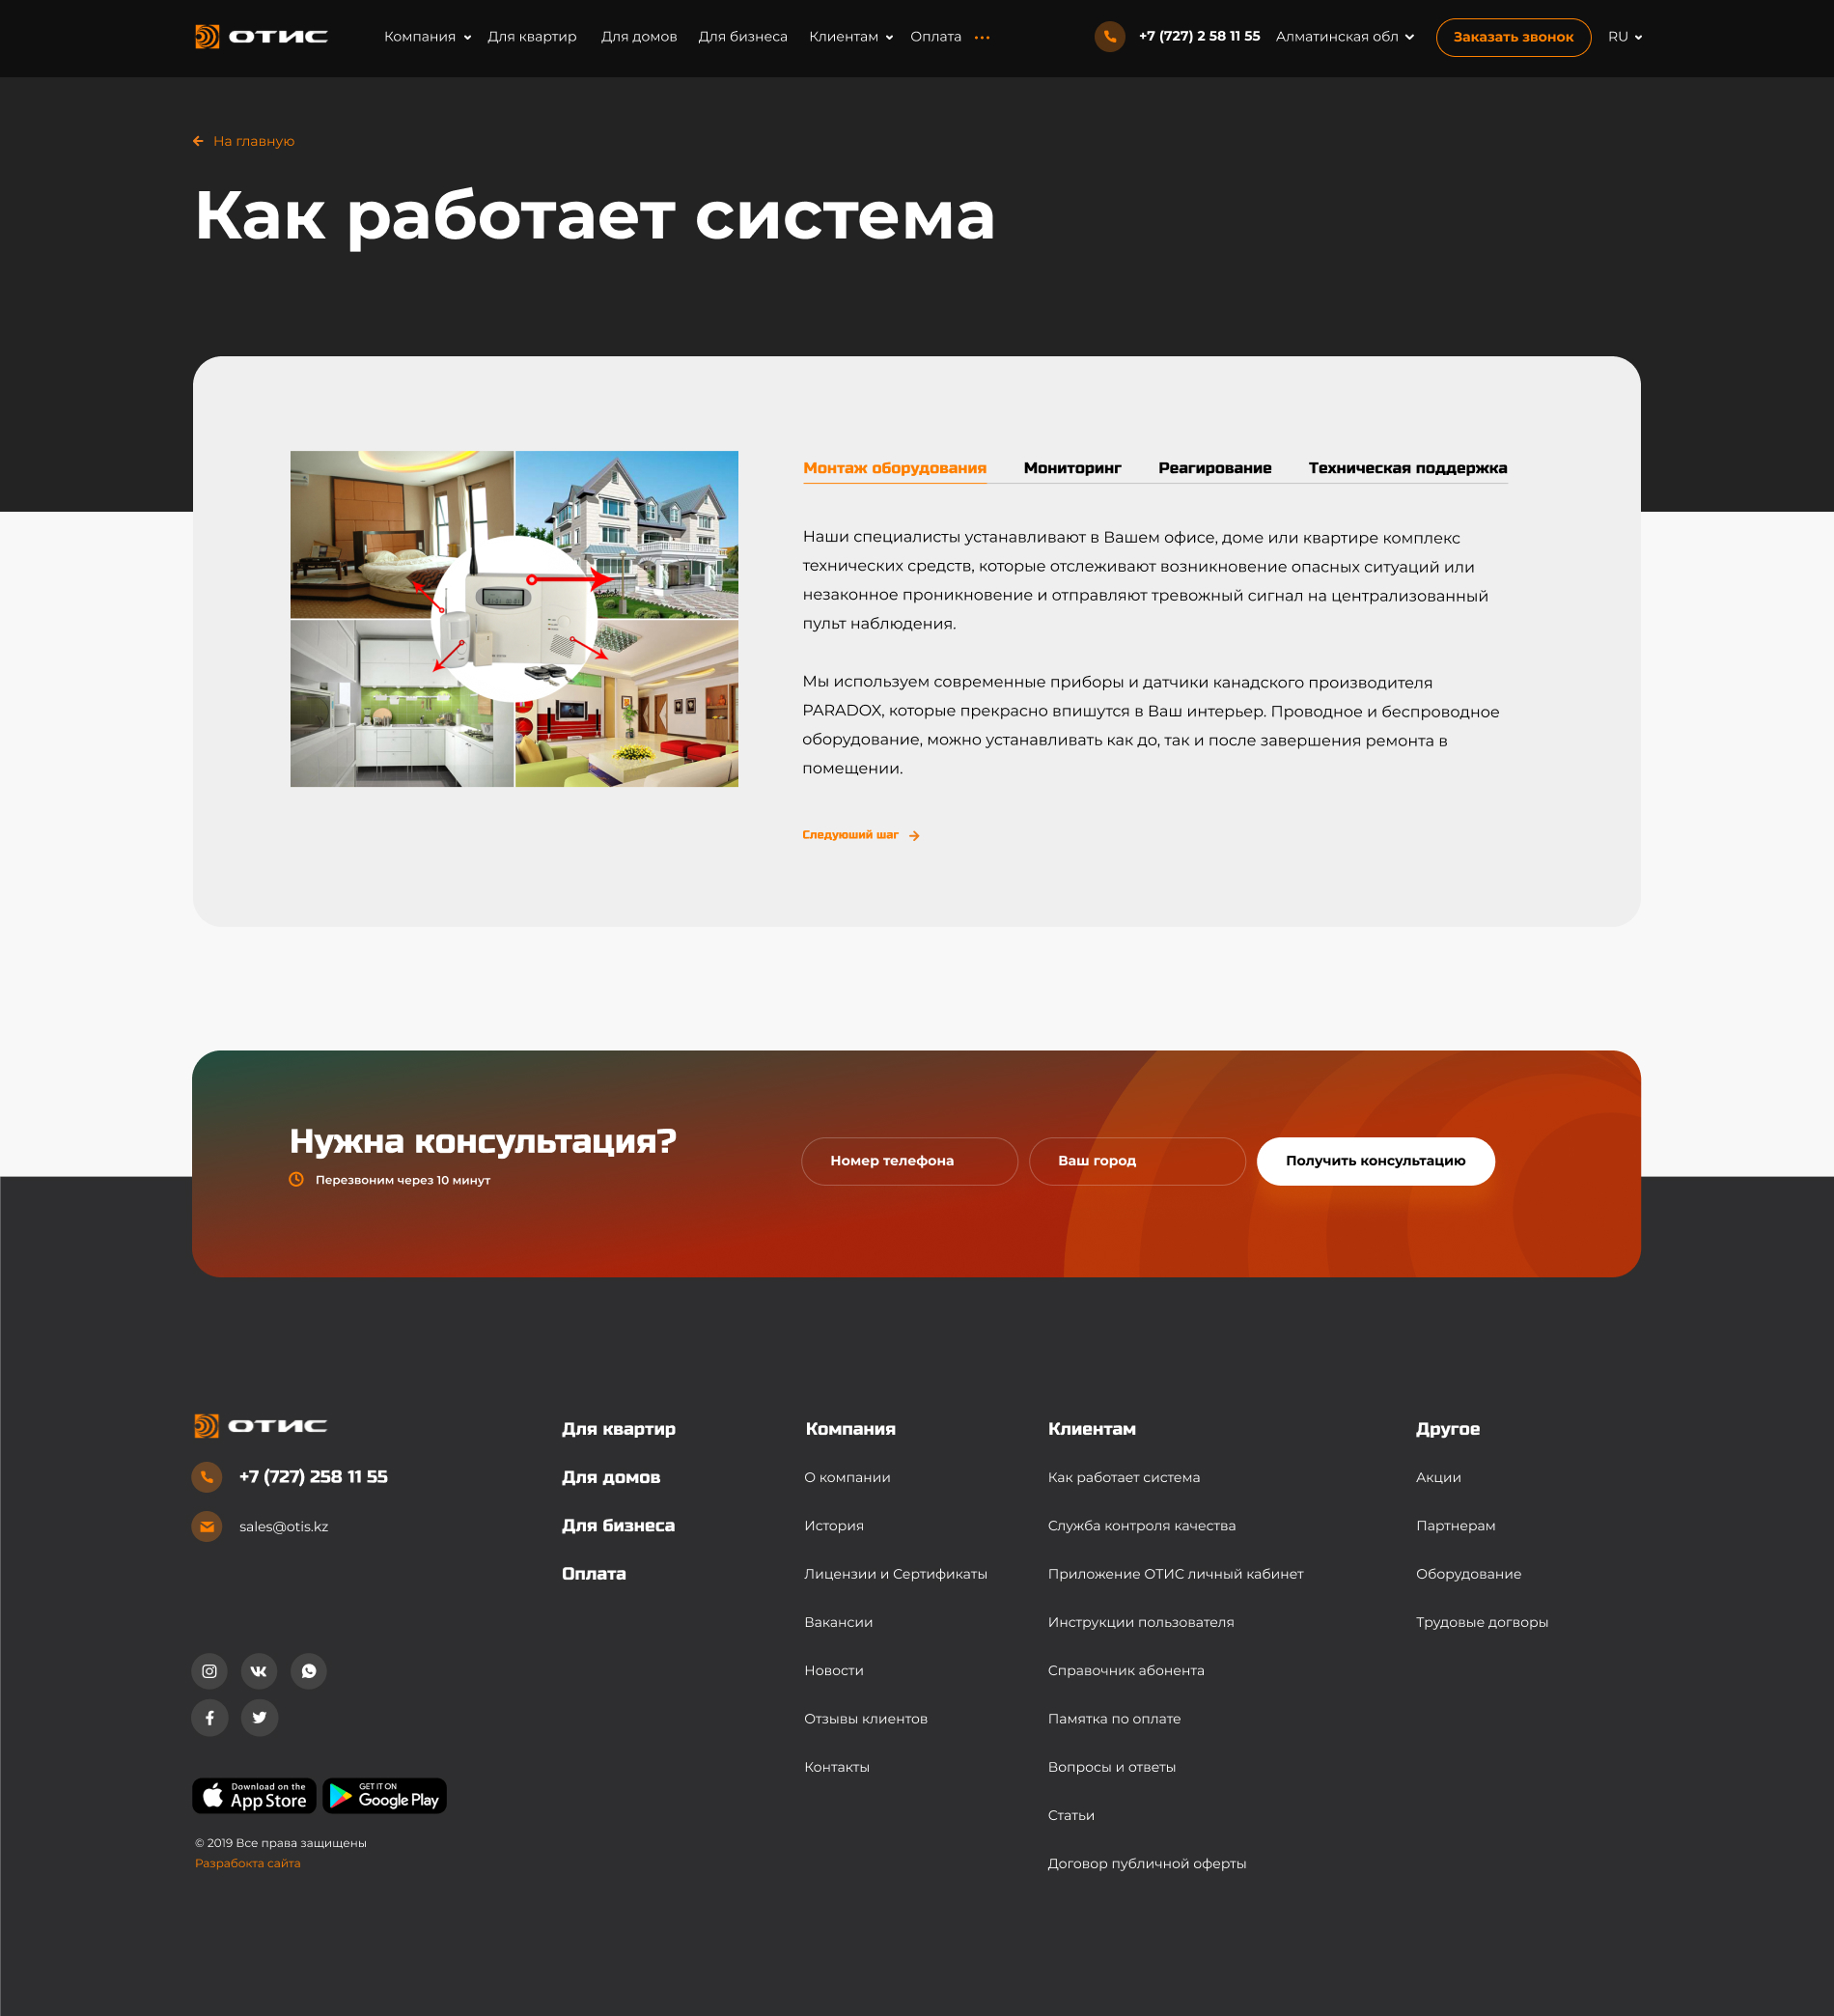 ОТИС
Компания Для квартир Для домов Для бизнеса Клиентам Оплата
+7 (727) 2 58 11 55 Алматинская обл Заказать звонок RU
На главную
Как работает система
Монтаж оборудования Мониторинг Реагирование Техническая поддержка
Наши специалисты устанавливают в Вашем офисе, доме или квартире комплекс
технических средств, которые отслеживают возникновение опасных ситуаций или
незаконное проникновение и отправляют тревожный сигнал на централизованный
пульт наблюдения.
Мы используем современные приборы и датчики канадского производителя
PARADOX, которые прекрасно впишутся в Ваш интерьер. Проводное и беспроводное
оборудование, можно устанавливать как до, так и после завершения ремонта в
помещении.
Следуюший шаг
Нужна консультация?
Перезвоним через 10 минут
Номер телефона
Ваш город
Получить консультацию
ОТИС
+7 (727) 258 11 55
sales@otis.kz
Download on the
App Store
GET IT ON
Google Play
© 2019 Все права защищены
Разрабокта сайта
Для квартир
Для домов
Для бизнеса
Оплата
Компания
О компании
История
Лицензии и Сертификаты
Вакансии
Новости
Отзывы клиентов
Контакты
Клиентам
Как работает система
Служба контроля качества
Приложение ОТИС личный кабинет
Инструкции пользователя
Справочник абонента
Памятка по оплате
Вопросы и ответы
Статьи
Договор публичной оферты
Другое
Акции
Партнерам
Оборудование
Трудовые догворы